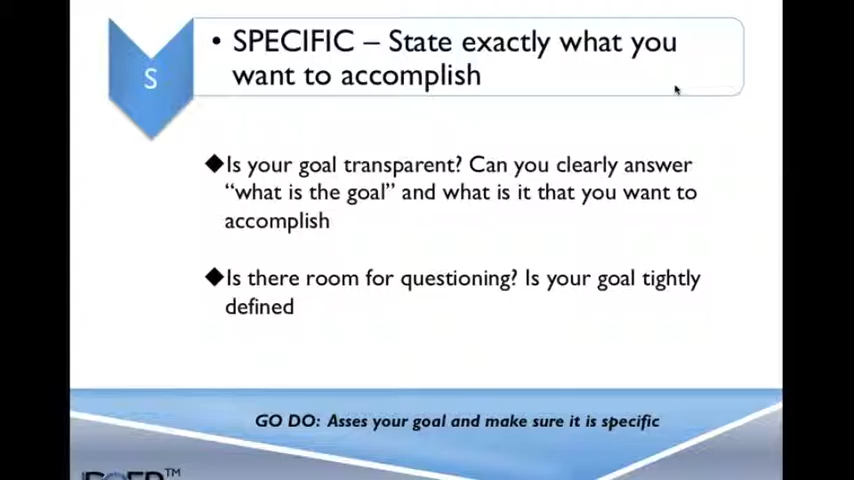 S
• SPECIFIC – State exactly what you
want to accomplish
◆Is your goal transparent? Can you clearly answer
“what is the goal” and what is it that you want to
accomplish
◆Is there room for questioning? Is your goal tightly
defined
GO DO: Asses your goal and make sure it is specific
TM